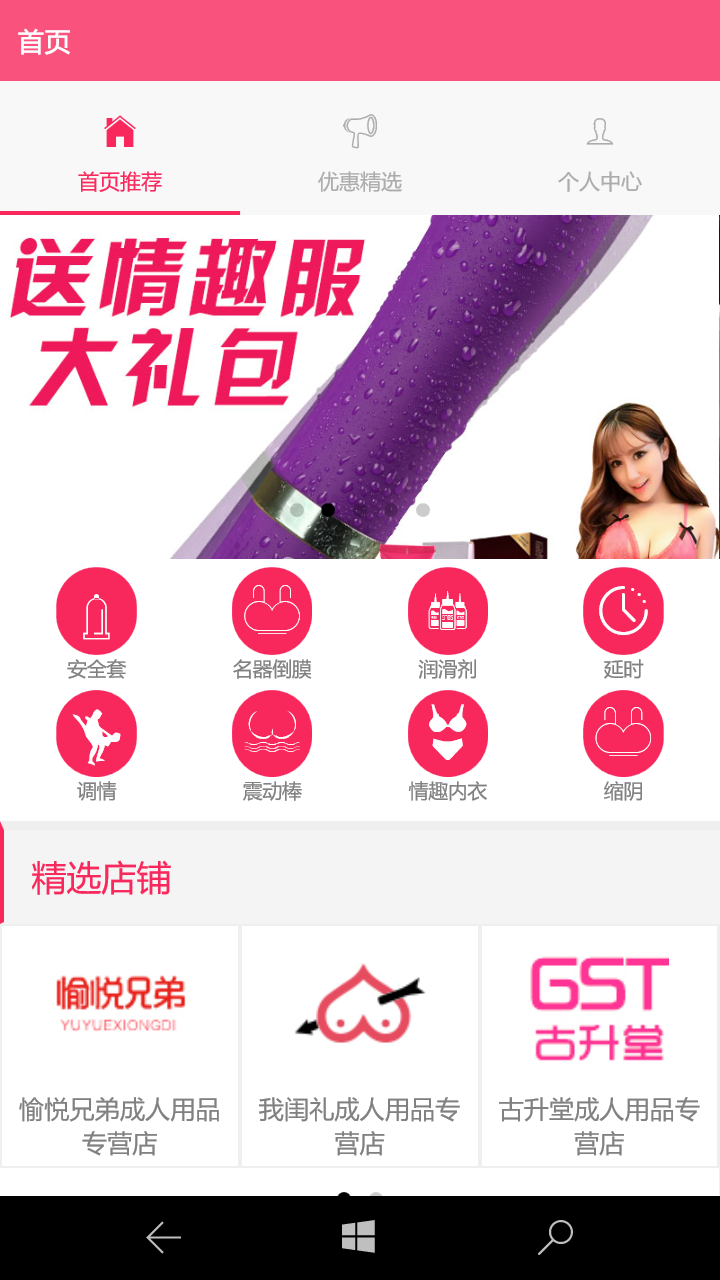 首页
首页推荐
优惠精选
个人中心
送情趣服
大礼包
安全套
名器倒膜
润滑剂
延时
调情
震动棒
情趣内衣
缩阴
精选店铺
愉悦兄弟
YUYUEXIONGDI
GST
古升堂
愉悦兄弟成人用品
专营店
我闺礼成人用品专
营店
古升堂成人用品专
营店